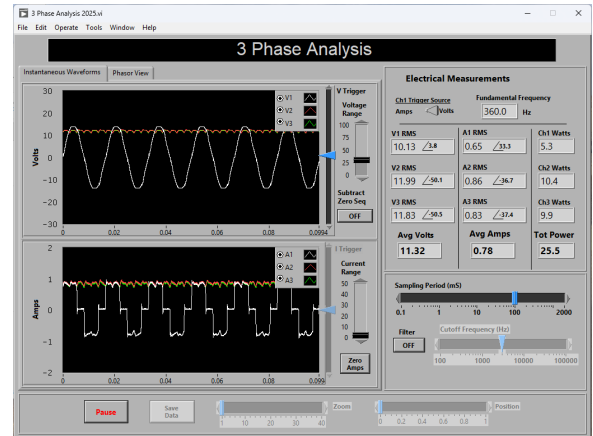 3 Phase Analysis 2025.vi
File Edit Operate Tools Window Help
3 Phase Analysis
Instantaneous Waveforms Phasor View
30
20
10
0
-10
-20
-30
Volts
0 0.02 0.04 0.06 0.08 0.0994
V1
V2
V3
V Trigger
Voltage
Range
100
75
50
25
0
Subtract
Zero Seq
OFF
2
1
0
-1
-2
Amps
0 0.02 0.04 0.06 0.08 0.099
A1
A2
A3
I Trigger
Current
Range
50
40
30
20
10
0
Zero
Amps
Electrical Measurements
Ch1 Trigger Source
Amps Volts
Fundamental Frequency
360.0 Hz
V1 RMS A1 RMS Ch1 Watts
10.13 3.8 0.65 33.3 5.3
V2 RMS A2 RMS Ch2 Watts
11.99 -50.1 0.86 -36.7 10.4
V3 RMS A3 RMS Ch3 Watts
11.83 -50.5 0.83 -37.4 9.9
Avg Volts Avg Amps Tot Power
11.32 0.78 25.5
Sampling Period (mS)
0.1 1 10 100 2000
Filter
OFF
Cutoff Frequency (Hz)
100 1000 10000 100000
Pause
Save
Data
Zoom
1 10 20 30 40
Position
0 0.2 0.4 0.6 0.8 1